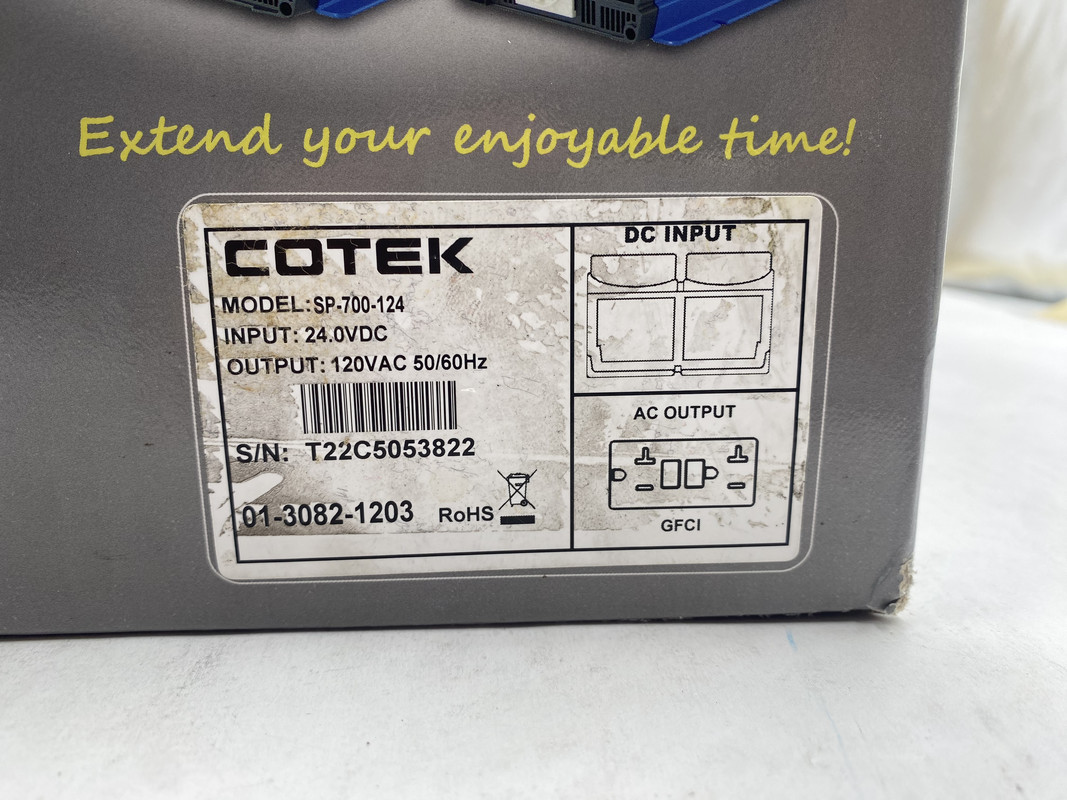 Extend your enjoyable time!
COTEK
MODEL: SP-700-124
INPUT: 24.0VDC
OUTPUT: 120VAC 50/60Hz
S/N: T22C5053822
01-3082-1203 RoHS
DC INPUT
AC OUTPUT
GFCI